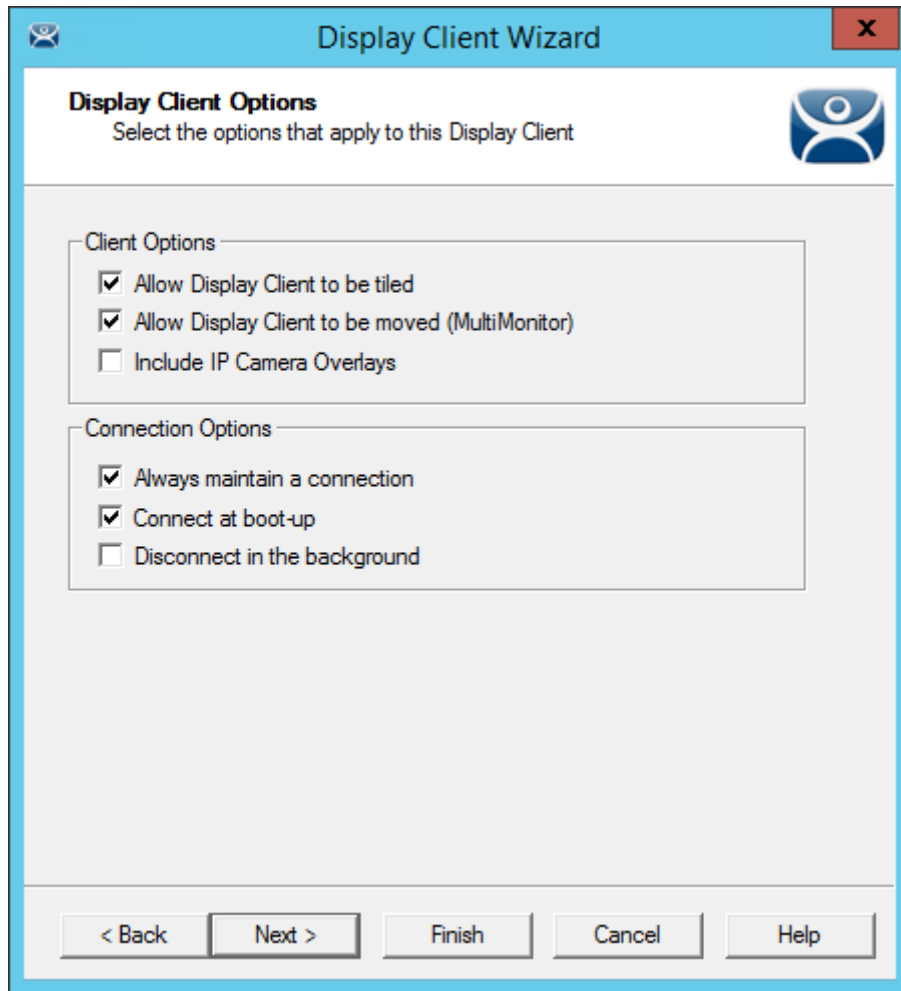 Display Client Wizard
x
Display Client Options
Select the options that apply to this Display Client
Client Options
Allow Display Client to be tiled
Allow Display Client to be moved (MultiMonitor)
Include IP Camera Overlays
Connection Options
Always maintain a connection
Connect at boot-up
Disconnect in the background
< Back Next > Finish Cancel Help